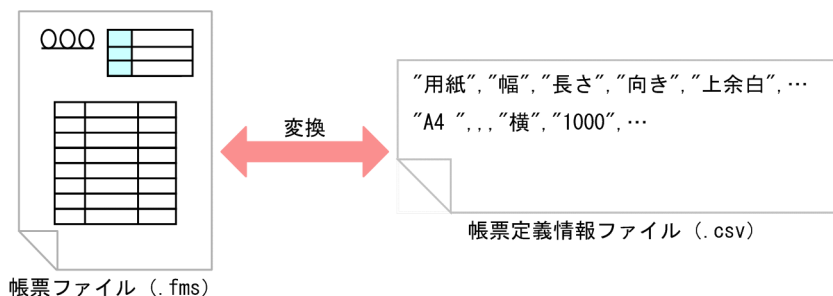 ○○○
変換
"用紙","幅","長さ","向き","上余白",…
"A4 ",,,"横","1000",…
帳票定義情報ファイル（.csv）
帳票ファイル（.fms）